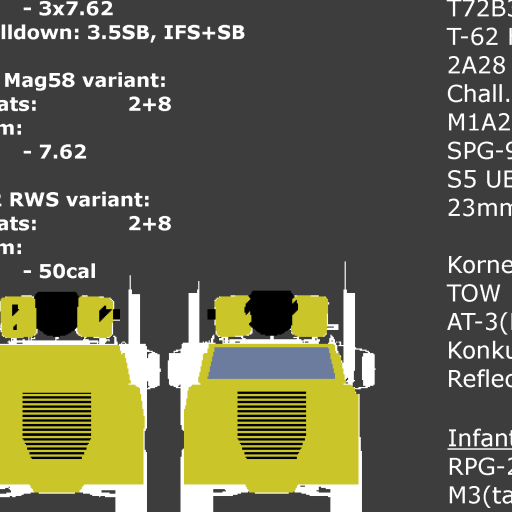 - 3x7.62
lldown: 3.5SB, IFS+SB
Mag58 variant:
ats: 2+8
m:
- 7.62
RWS variant:
ats: 2+8
m:
- 50cal
T72B3
T-62
2A28
Chall.
M1A2
SPG-9
S5 UB
23mm
Korne
TOW
AT-3(
Konku
Reflec
Infant
RPG-2
M3(ta